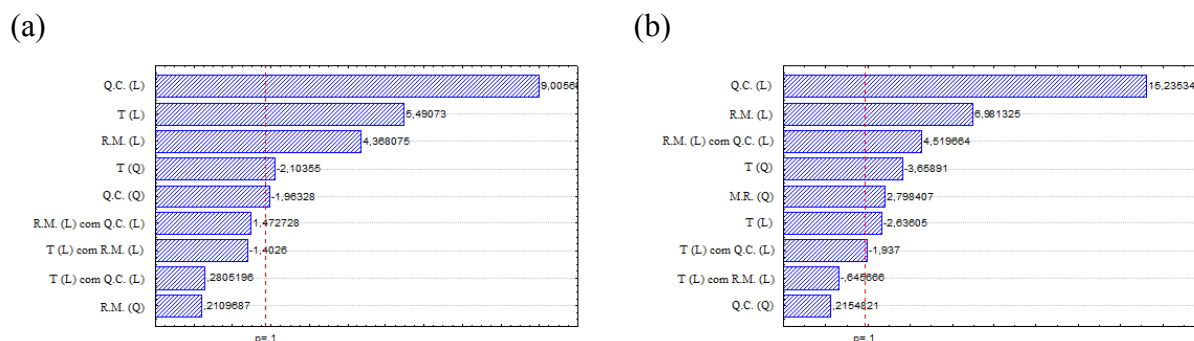 (a)
Q.C. (L) 9,00560
T (L) 5,49073
R.M. (L) 4,368075
T (Q) -2,10355
Q.C. (Q) -1,96328
R.M. (L) com Q.C. (L) 1,472728
T (L) com R.M. (L) -1,4026
T (L) com Q.C. (L) ,2805196
R.M. (Q) ,2109687
p=,1
(b)
Q.C. (L) 15,23534
R.M. (L) 6,981325
R.M. (L) com Q.C. (L) 4,519664
T (Q) -3,65891
M.R. (Q) 2,798407
T (L) -2,63605
T (L) com Q.C. (L) -1,937
T (L) com R.M. (L) -,645666
Q.C. (Q) ,2154821
p=,1